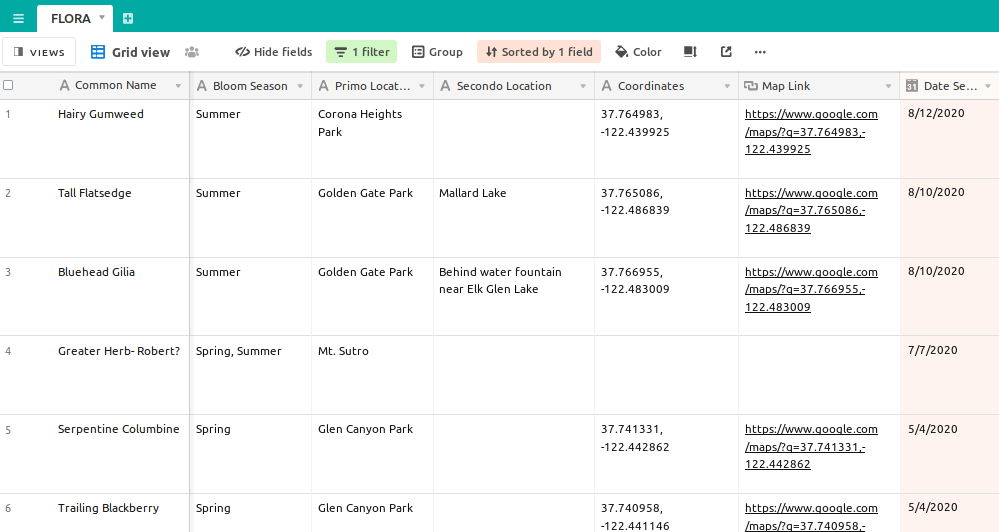 FLORA
VIEWS
Grid view
Hide fields
1 filter
Group
Sorted by 1 field
Color
Common Name
Bloom Season
Primo Locat...
Secondo Location
Coordinates
Map Link
Date Se...
1
Hairy Gumweed
Summer
Corona Heights
Park
37.764983,
-122.439925
https://www.google.com
/maps/?q=37.764983,-
122.439925
8/12/2020
2
Tall Flatsedge
Summer
Golden Gate Park
Mallard Lake
37.765086,
-122.486839
https://www.google.com
/maps/?q=37.765086,-
122.486839
8/10/2020
3
Bluehead Gilia
Summer
Golden Gate Park
Behind water fountain
near Elk Glen Lake
37.766955,
-122.483009
https://www.google.com
/maps/?q=37.766955,-
122.483009
8/10/2020
4
Greater Herb- Robert?
Spring, Summer
Mt. Sutro
7/7/2020
5
Serpentine Columbine
Spring
Glen Canyon Park
37.741331,
-122.442862
https://www.google.com
/maps/?q=37.741331,-
122.442862
5/4/2020
6
Trailing Blackberry
Spring
Glen Canyon Park
37.740958,
-122.441146
https://www.google.com
/maps/?q=37.740958,-
5/4/2020